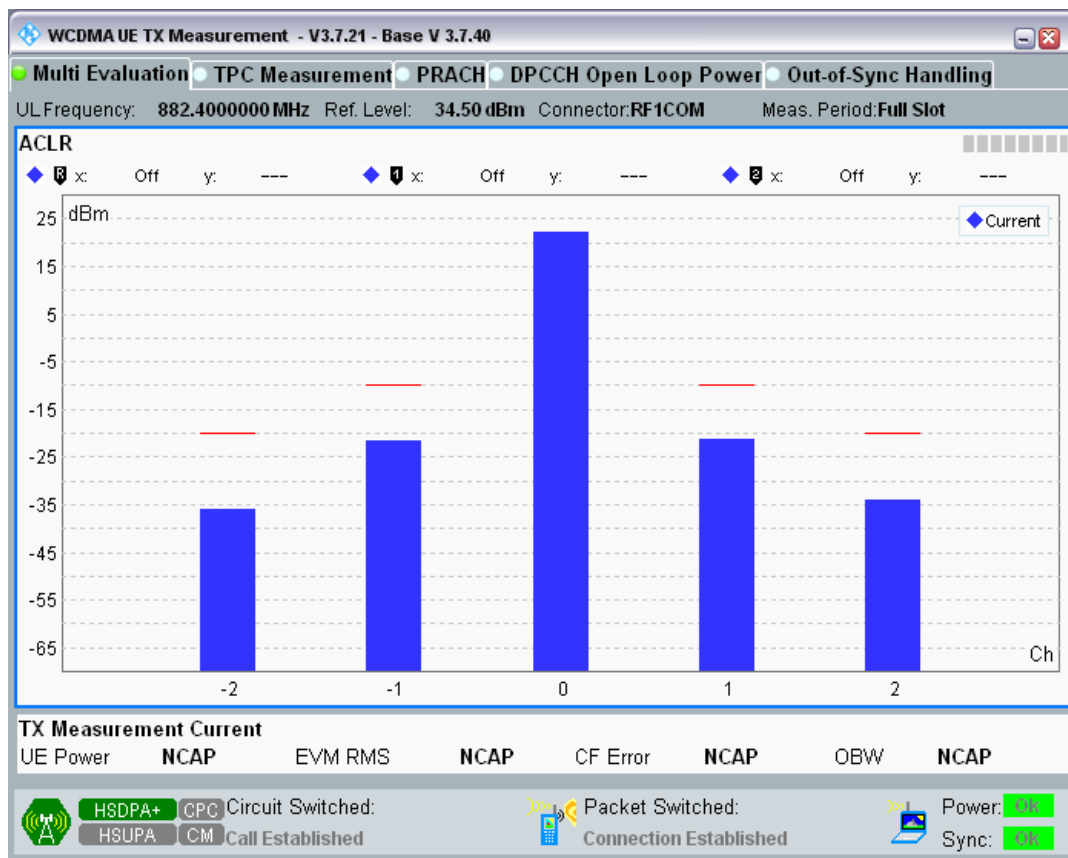 WCDMA UE TX Measurement - V3.7.21 - Base V 3.7.40
Multi Evaluation TPC Measurement PRACH DPCCH Open Loop Power Out-of-Sync Handling
UL Frequency: 882.4000000 MHz Ref. Level: 34.50 dBm Connector:RF1COM Meas. Period:Full Slot
ACLR
R x: Off y: --- 1 x: Off y: --- 2 x: Off y: ---
dBm
Current
25
15
5
-5
-15
-25
-35
-45
-55
-65
Ch
-2 -1 0 1 2
TX Measurement Current
UE Power NCAP EVM RMS NCAP CF Error NCAP OBW NCAP
HSDPA+ CPC Circuit Switched: Packet Switched: Power: OK
HSUPA CM Call Established Connection Established Sync: OK